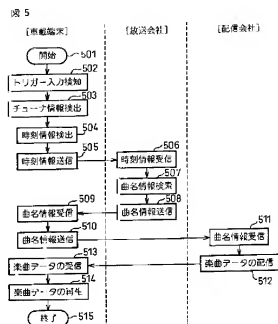 図 5
[車載端末]
[放送会社]
[配信会社]
開始
501
502
トリガー入力検知
503
チューナ情報検出
504
時刻情報検出
505
506
時刻情報送信
時刻情報受信
507
曲名情報検索
508
509
曲名情報受信
曲名情報送信
510
511
曲名情報送信
曲名情報受信
513
楽曲データの受信
楽曲データの配信
514
512
楽曲データの再生
終了
515